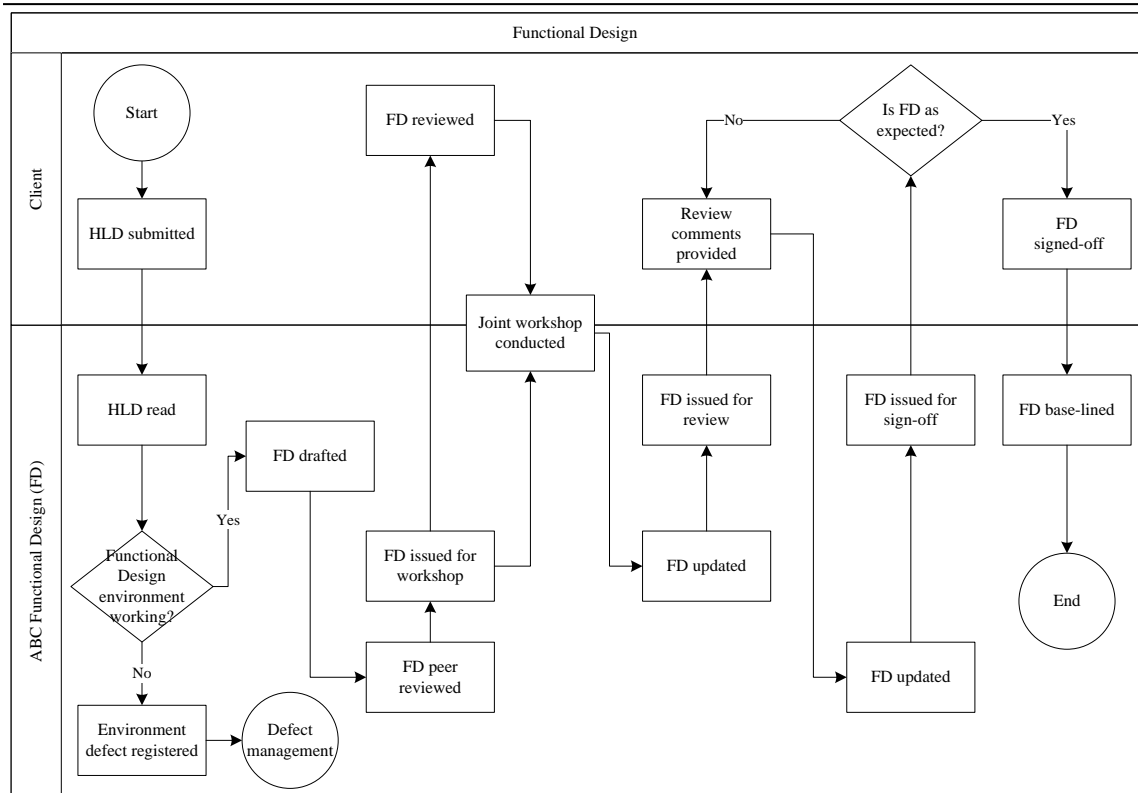 Functional Design
Client
Start
HLD submitted
FD reviewed
Is FD as
expected?
No
Yes
Review
comments
provided
FD
signed-off
Joint workshop
conducted
ABC Functional Design (FD)
HLD read
FD drafted
Yes
Functional
Design
environment
working?
No
Environment
defect registered
Defect
management
FD issued for
workshop
FD peer
reviewed
FD issued for
review
FD updated
FD issued for
sign-off
FD updated
FD base-lined
End